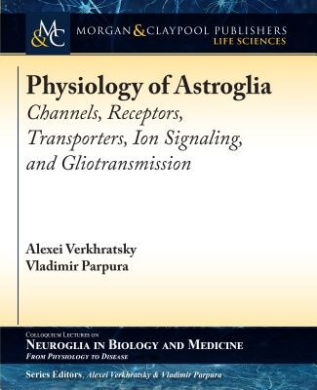 M&C
MORGAN & CLAYPOOL PUBLISHERS
LIFE SCIENCES
Physiology of Astroglia
Channels, Receptors,
Transporters, Ion Signaling,
and Gliotransmission
Alexei Verkhratsky
Vladimir Parpura
COLLOQUIUM LECTURES ON
NEUROGLIA IN BIOLOGY AND MEDICINE
FROM PHYSIOLOGY TO DISEASE
Series Editors, Alexei Verkhratsky & Vladimir Parpura